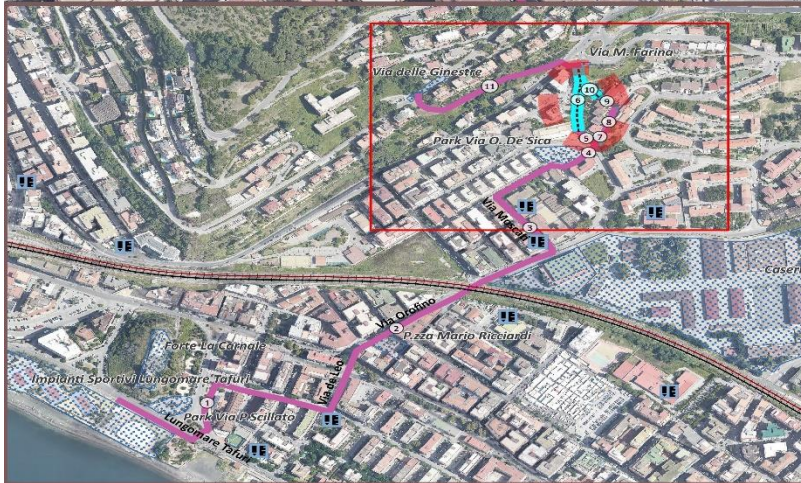 Via M. Farina
Via delle Ginestre
11
10
6
9
8
Park Via O. De Sica
5
7
4
Via Moscati
3
Caser
Via Orofino
2
P.zza Mario Ricciardi
Forte La Carnale
Via de Leo
Impianti Sportivi Lungomare Tafuri
1
Park Via P Scillato
Lungomare Tafuri